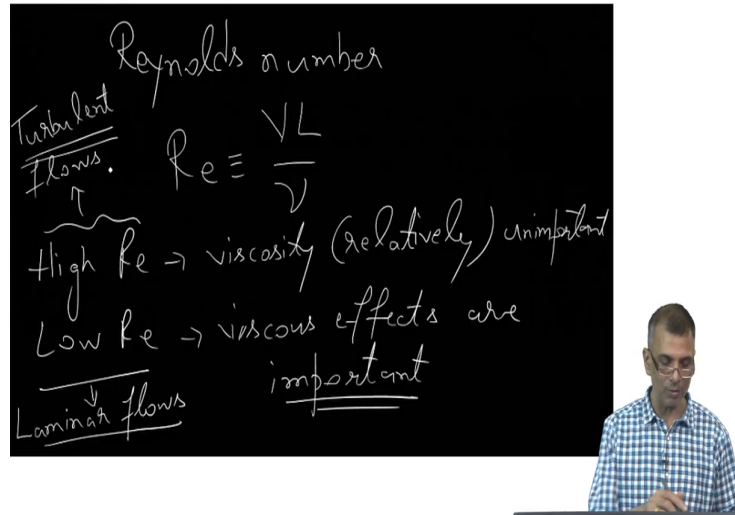 Reynolds number
Turbulent
flows.
Re ≡ VL/ν
High Re → viscosity (relatively) unimportant
Low Re → viscous effects are
important
Laminar flows